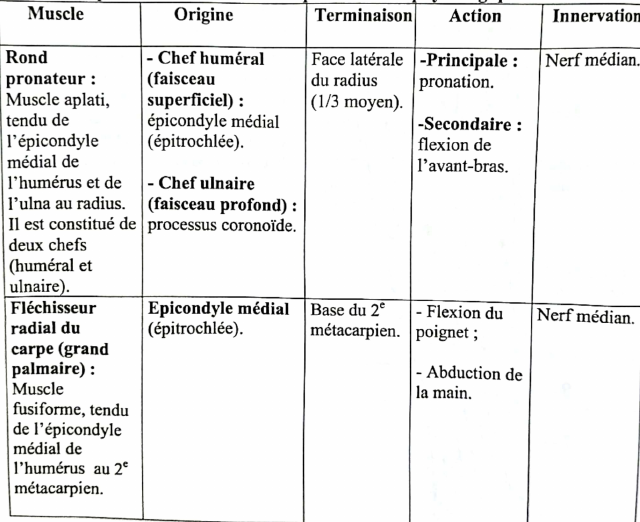 Muscle Origine Terminaison Action Innervation
Rond
pronateur :
Muscle aplati,
tendu de
l'épicondyle
médial de
l'humérus et de
l'ulna au radius.
Il est constitué de
deux chefs
(huméral et
ulnaire).
- Chef huméral
(faisceau
superficiel) :
épicondyle médial
(épitrochlée).
- Chef ulnaire
(faisceau profond) :
processus coronoïde.
Face latérale
du radius
(1/3 moyen).
-Principale :
pronation.
-Secondaire :
flexion de
l'avant-bras.
Nerf médian.
Fléchisseur
radial du
carpe (grand
palmaire) :
Muscle
fusiforme, tendu
de l'épicondyle
médial de
l'humérus au 2e
métacarpien.
Epicondyle médial
(épitrochlée).
Base du 2e
métacarpien.
- Flexion du
poignet ;
- Abduction de
la main.
Nerf médian.